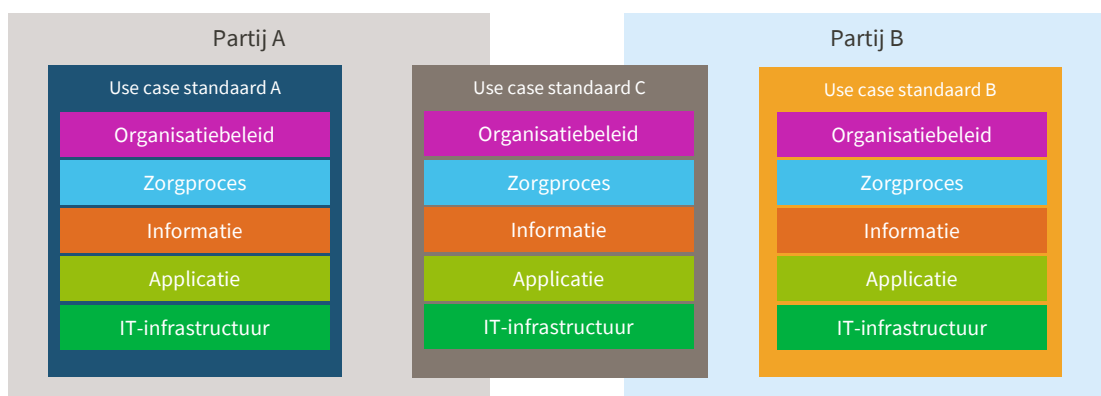 Partij A
Partij B
Use case standaard A
Organisatiebeleid
Zorgproces
Informatie
Applicatie
IT-infrastructuur
Use case standaard C
Organisatiebeleid
Zorgproces
Informatie
Applicatie
IT-infrastructuur
Use case standaard B
Organisatiebeleid
Zorgproces
Informatie
Applicatie
IT-infrastructuur